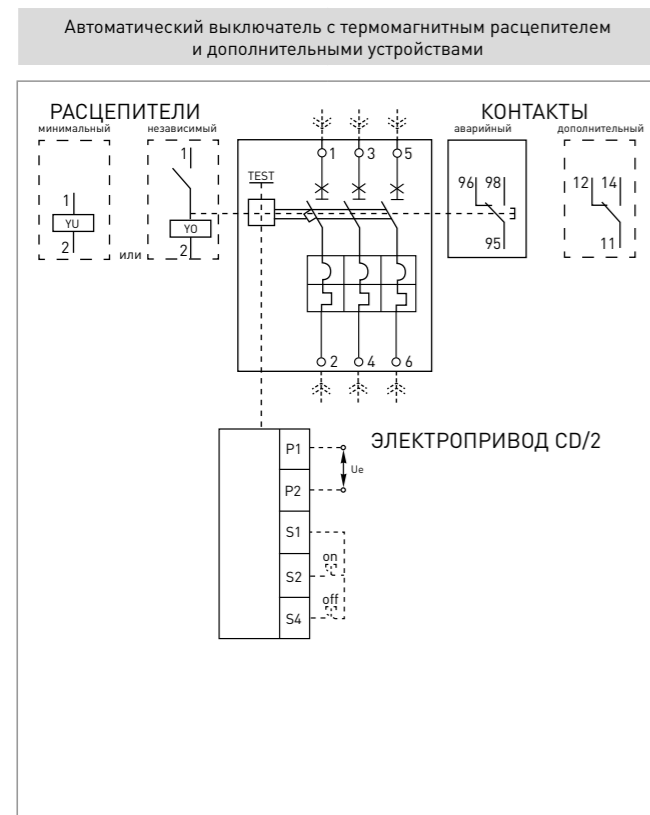 Автоматический выключатель с термомагнитным расцепителем
и дополнительными устройствами
РАСЦЕПИТЕЛИ
КОНТАКТЫ
минимальный
независимый
аварийный
дополнительный
1
3
5
1
TEST
96
98
12
14
1
YU
YO
2
2
95
11
или
2
4
6
ЭЛЕКТРОПРИВОД CD/2
P1
Ue
P2
S1
on
S2
off
S4